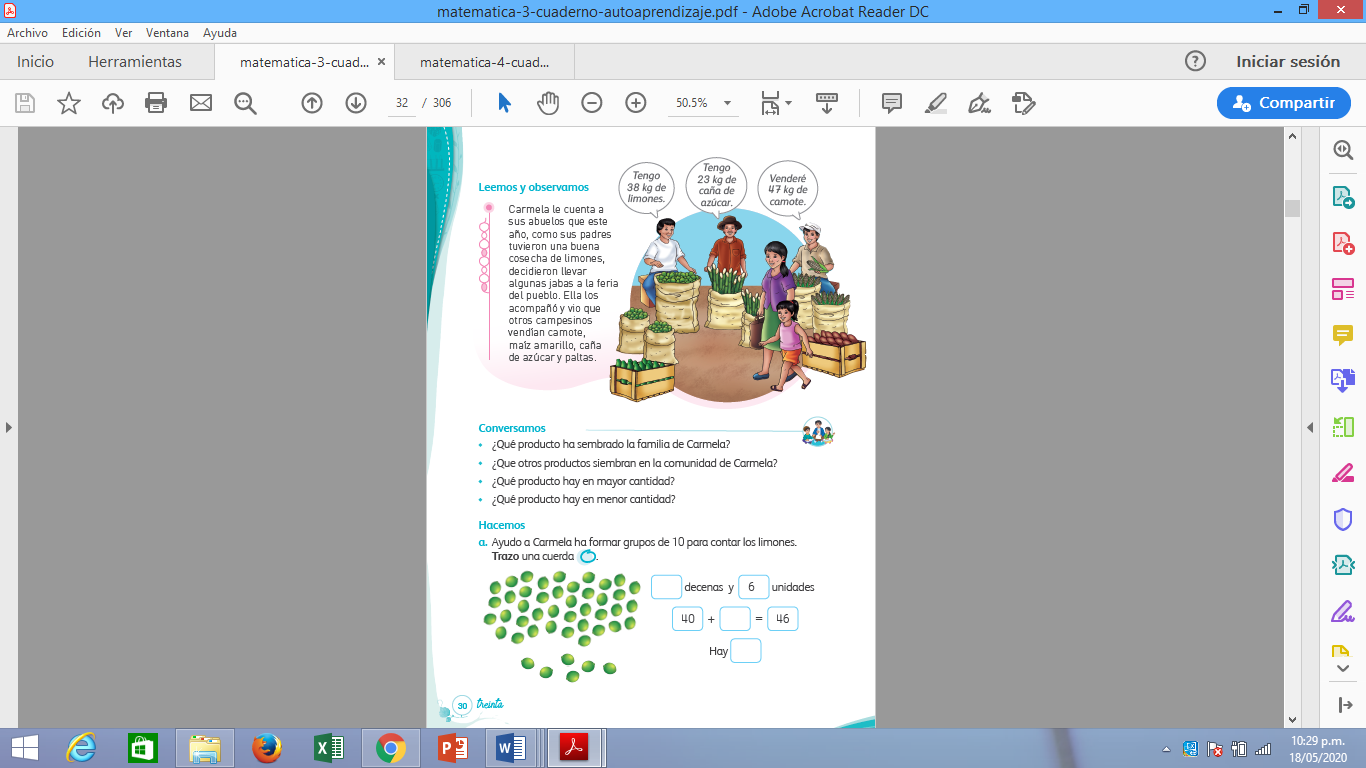 matematica-3-cuaderno-autoaprendizaje.pdf - Adobe Acrobat Reader DC
Archivo Edición Ver Ventana Ayuda
Inicio Herramientas matematica-3-cuad... × matematica-4-cuad... Iniciar sesión
32 / 306 50.5% Compartir
Leemos y observamos
Carmela le cuenta a
sus abuelos que este
año, como sus padres
tuvieron una buena
cosecha de limones,
decidieron llevar
algunas jabas a la feria
del pueblo. Ella los
acompañó y vio que
otros campesinos
vendían camote,
maíz amarillo, caña
de azúcar y paltas.
Tengo
38 kg de
limones.
Tengo
23 kg de
caña de
azúcar.
Venderé
47 kg de
camote.
Conversamos
• ¿Qué producto ha sembrado la familia de Carmela?
• ¿Que otros productos siembran en la comunidad de Carmela?
• ¿Qué producto hay en mayor cantidad?
• ¿Qué producto hay en menor cantidad?
Hacemos
a. Ayudo a Carmela ha formar grupos de 10 para contar los limones.
Trazo una cuerda .
decenas y 6 unidades
40 + = 46
Hay
30 treinta
10:29 p.m.
18/05/2020